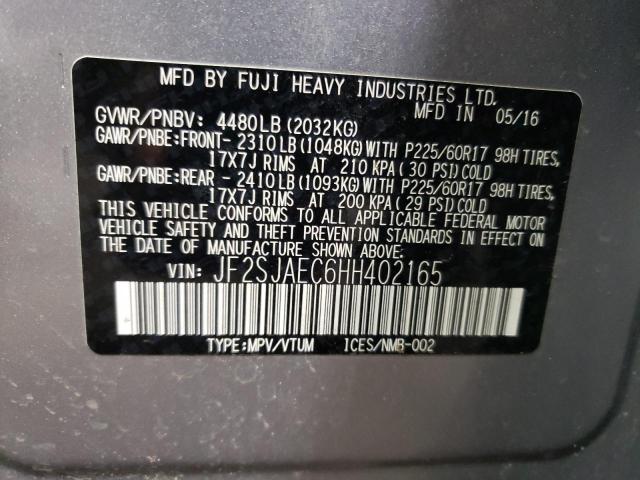 MFD BY FUJI HEAVY INDUSTRIES LTD.
MFD IN 05/16
GVWR/PNBV: 4480LB(2032KG)
GAWR/PNBE:FRONT- 2310LB(1048KG)WITH P225/60R17 98H TIRES,
17X7J RIMS AT 210 KPA(30 PSI)COLD
GAWR/PNBE:REAR - 2410LB(1093KG)WITH P225/60R17 98H TIRES,
17X7J RIMS AT 200 KPA(29 PSI)COLD
THIS VEHICLE CONFORMS TO ALL APPLICABLE FEDERAL MOTOR
VEHICLE SAFETY AND THEFT PREVENTION STANDARDS IN EFFECT ON
THE DATE OF MANUFACTURE SHOWN ABOVE.
VIN: JF2SJAEC6HH402165
TYPE:MPV/VTUM ICES/NMB-002